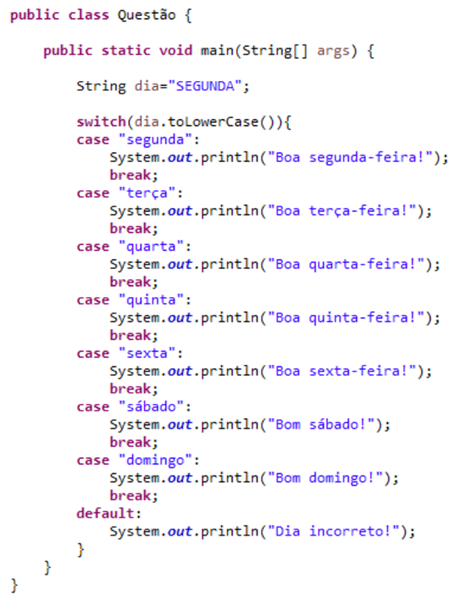 public class Questão {
public static void main(String[] args) {
String dia="SEGUNDA";
switch(dia.toLowerCase()){
case "segunda":
System.out.println("Boa segunda-feira!");
break;
case "terça":
System.out.println("Boa terça-feira!");
break;
case "quarta":
System.out.println("Boa quarta-feira!");
break;
case "quinta":
System.out.println("Boa quinta-feira!");
break;
case "sexta":
System.out.println("Boa sexta-feira!");
break;
case "sábado":
System.out.println("Bom sábado!");
break;
case "domingo":
System.out.println("Bom domingo!");
break;
default:
System.out.println("Dia incorreto!");
}
}
}